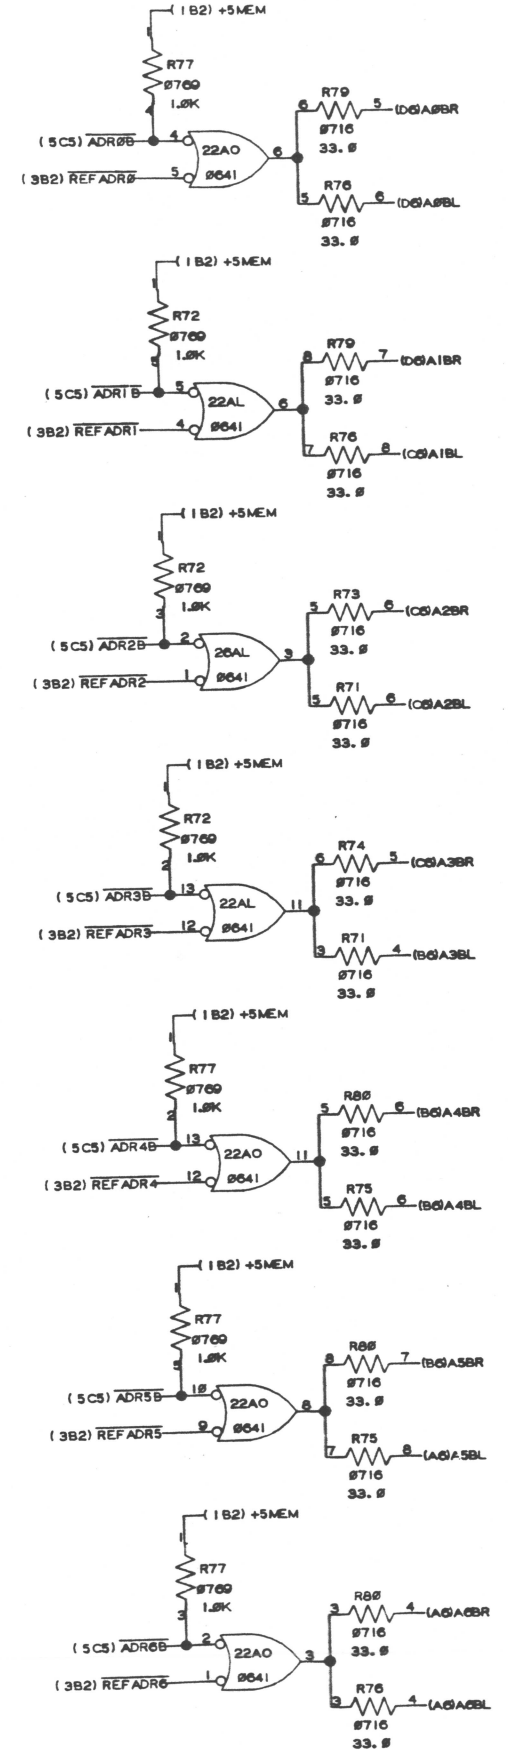 ( 1B2) +5MEM
1
R77
Ø769
1.ØK
4
R79
6 5 (D6)AØBR
( 5C5) ADRØB 4
22AO
Ø716
6
33. Ø
( 3B2) REFADRØ 5
Ø641
R76
5 6 (D6)AØBL
Ø716
33. Ø
( 1B2) +5MEM
1
R72
Ø769
1.ØK
5
R79
8 7 (D6)A1BR
Ø716
( 5C5) ADR1B 5
22AL
6
33. Ø
( 3B2) REFADR1 4
Ø641
R76
7 8 (C6)A1BL
Ø716
33. Ø
( 1B2) +5MEM
1
R72
Ø769
1.ØK
3
R73
5 6 (C6)A2BR
Ø716
( 5C5) ADR2B 2
26AL
3
33. Ø
( 3B2) REFADR2 1
Ø641
R71
5 6 (C6)A2BL
Ø716
33. Ø
( 1B2) +5MEM
1
R72
Ø769
1.ØK
2
R74
6 5 (C6)A3BR
Ø716
( 5C5) ADR3B 13
22AL
11
33. Ø
( 3B2) REFADR3 12
Ø641
R71
3 4 (B6)A3BL
Ø716
33. Ø
( 1B2) +5MEM
1
R77
Ø769
1.ØK
2
R8Ø
5 6 (B6)A4BR
Ø716
( 5C5) ADR4B 13
22AO
11
33. Ø
( 3B2) REFADR4 12
Ø641
R75
5 6 (B6)A4BL
Ø716
33. Ø
( 1B2) +5MEM
1
R77
Ø769
1.ØK
5
R8Ø
8 7 (B6)A5BR
Ø716
( 5C5) ADR5B 1Ø
22AO
8
33. Ø
( 3B2) REFADR5 9
Ø641
R75
7 8 (A6)A5BL
Ø716
33. Ø
( 1B2) +5MEM
1
R77
Ø769
1.ØK
3
R8Ø
3 4 (A6)A6BR
Ø716
( 5C5) ADR6B 2
22AO
3
33. Ø
( 3B2) REFADR6 1
Ø641
R76
3 4 (A6)A6BL
Ø716
33. Ø